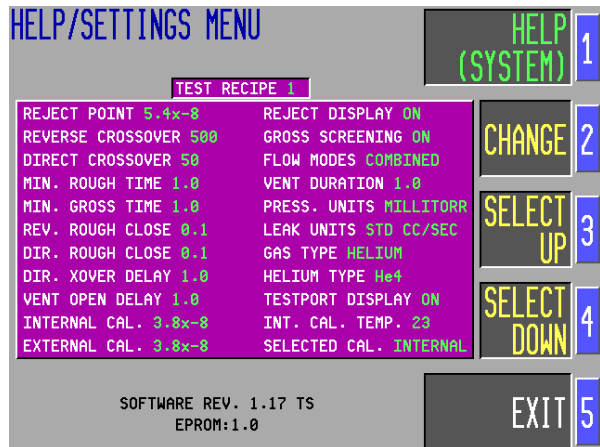 HELP/SETTINGS MENU
TEST RECIPE 1
REJECT POINT 5.4x-8
REVERSE CROSSOVER 500
DIRECT CROSSOVER 50
MIN. ROUGH TIME 1.0
MIN. GROSS TIME 1.0
REV. ROUGH CLOSE 0.1
DIR. ROUGH CLOSE 0.1
DIR. XOVER DELAY 1.0
VENT OPEN DELAY 1.0
INTERNAL CAL. 3.8x-8
EXTERNAL CAL. 3.8x-8
REJECT DISPLAY ON
GROSS SCREENING ON
FLOW MODES COMBINED
VENT DURATION 1.0
PRESS. UNITS MILLITORR
LEAK UNITS STD CC/SEC
GAS TYPE HELIUM
HELIUM TYPE He4
TESTPORT DISPLAY ON
INT. CAL. TEMP. 23
SELECTED CAL. INTERNAL
SOFTWARE REV. 1.17 TS
EPROM:1.0
HELP
(SYSTEM)
1
CHANGE 2
SELECT
UP
3
SELECT
DOWN
4
EXIT 5